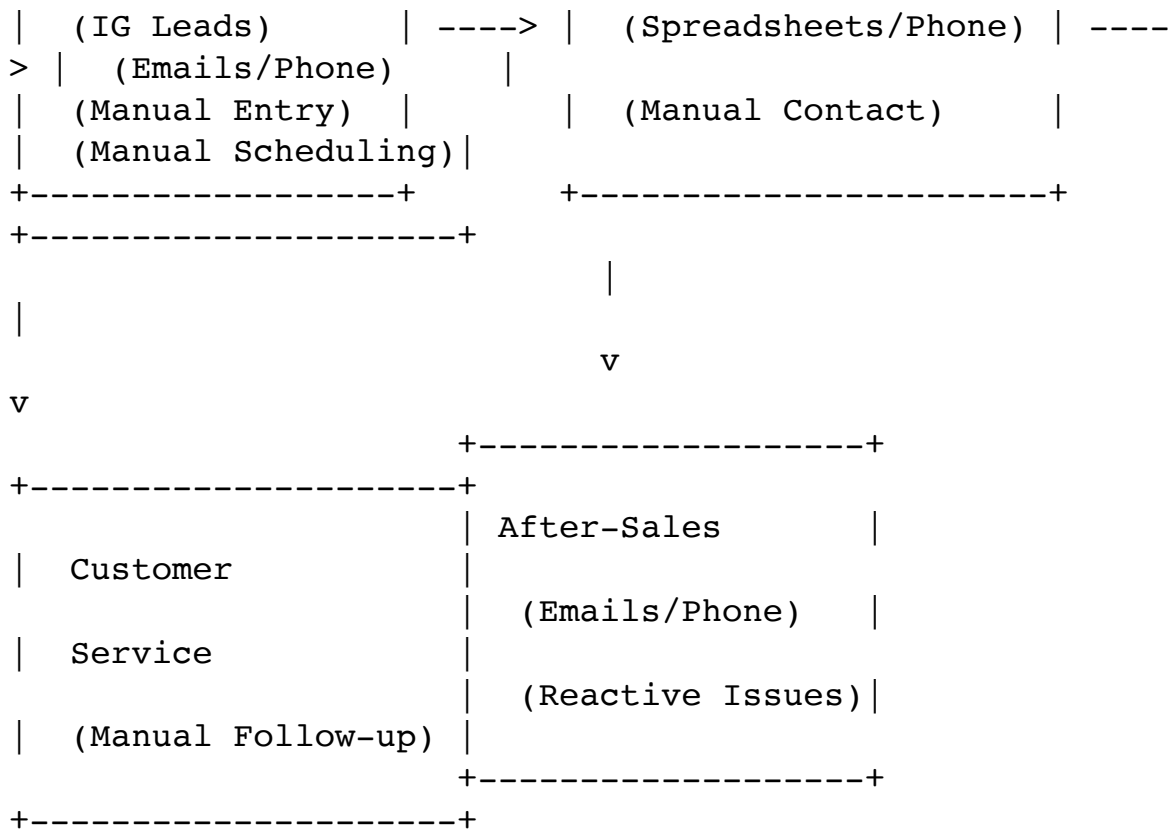 |   (IG Leads)       | ----> |   (Spreadsheets/Phone) | ----
> |   (Emails/Phone)      |
|   (Manual Entry)   |       |   (Manual Contact)      |
|   (Manual Scheduling)|
+------------------+       +-----------------------+
+---------------------+
                             |
|
                             v
v
                      +-------------------+
+---------------------+
                      | After-Sales       |
|   Customer          |
                      |  (Emails/Phone)   |
|   Service           |
                      |  (Reactive Issues)|
|   (Manual Follow-up) |
                      +-------------------+
+---------------------+